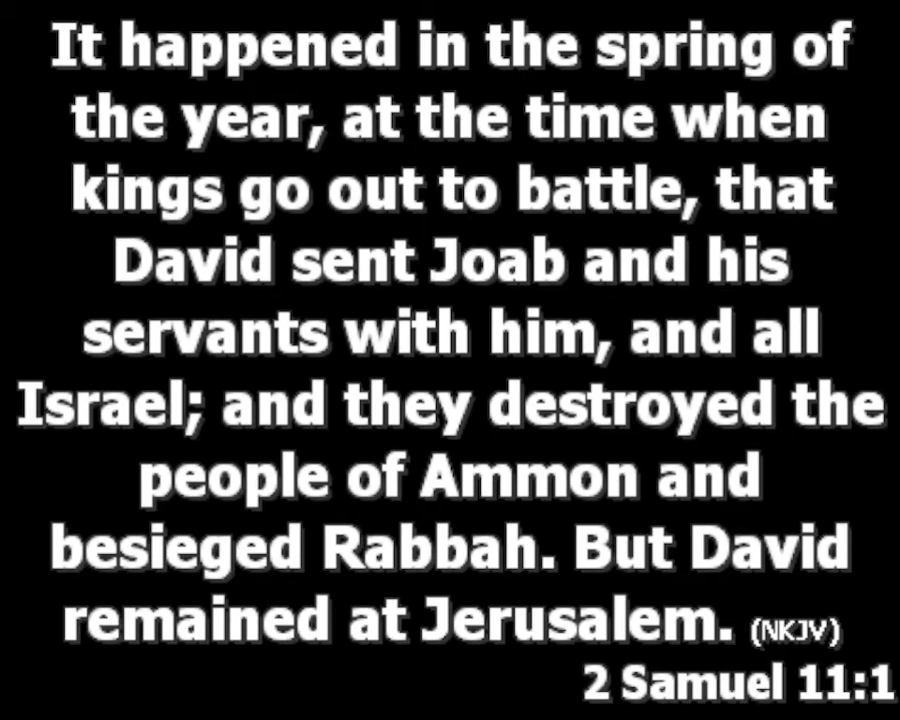 It happened in the spring of
the year, at the time when
kings go out to battle, that
David sent Joab and his
servants with him, and all
Israel; and they destroyed the
people of Ammon and
besieged Rabbah. But David
remained at Jerusalem. (NKJV)
2 Samuel 11:1